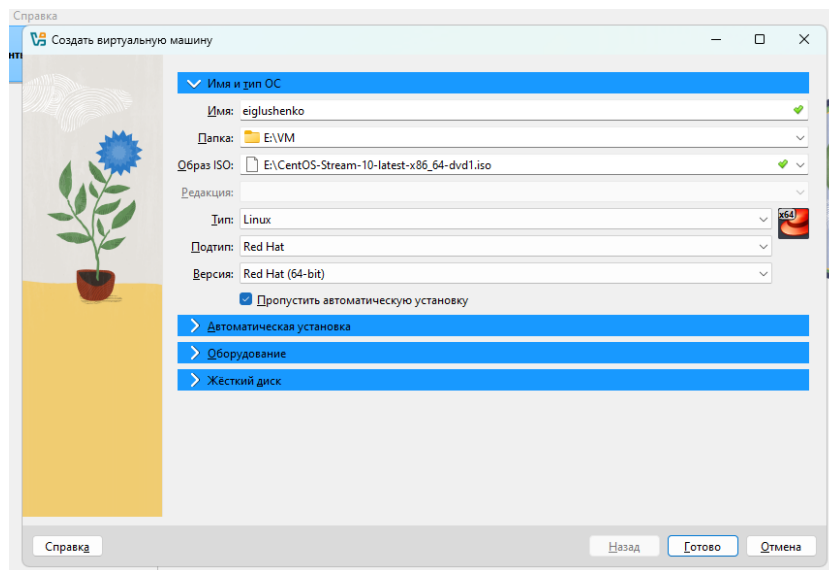 Справка
Создать виртуальную машину
Имя и тип ОС
Имя: eiglushenko
Папка: E:\VM
Образ ISO: E:\CentOS-Stream-10-latest-x86_64-dvd1.iso
Редакция:
Тип: Linux
x64
Подтип: Red Hat
Версия: Red Hat (64-bit)
Пропустить автоматическую установку
Автоматическая установка
Оборудование
Жёсткий диск
Справка Назад Готово Отмена